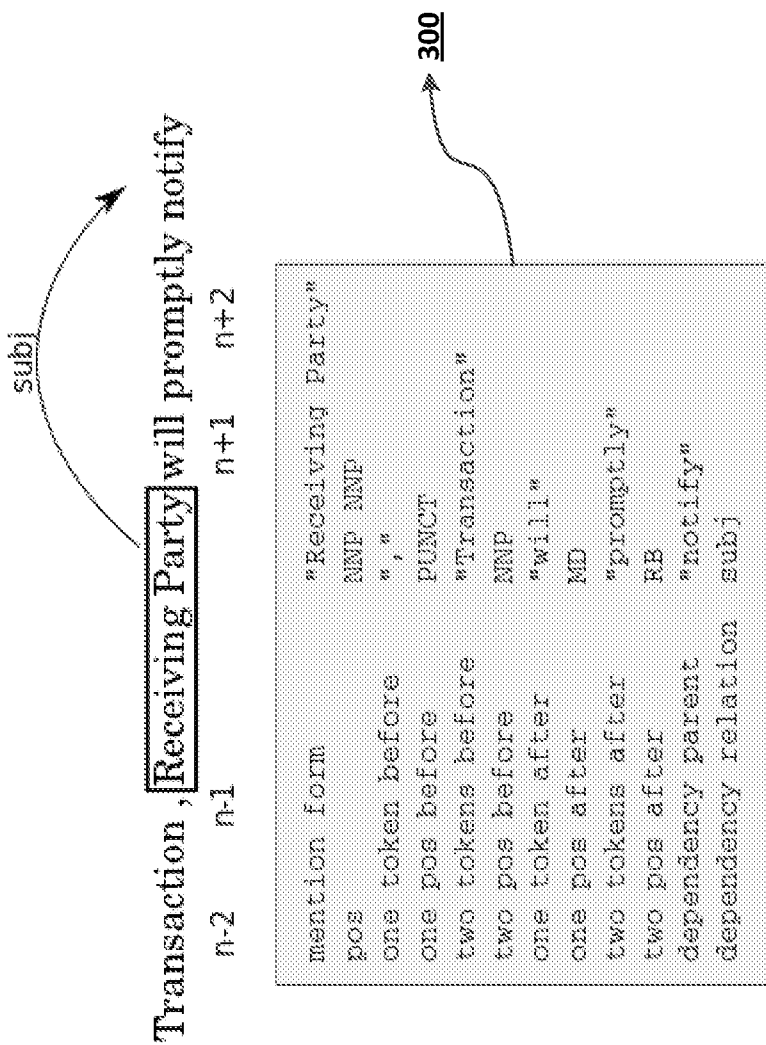 subj
Transaction , Receiving Party will promptly notify
n-2 n-1 n+1 n+2
mention form "Receiving Party"
pos NNP NNP
one token before ","
one pos before PUNCT
two tokens before "Transaction"
two pos before NNP
one token after "will"
one pos after MD
two tokens after "promptly"
two pos after RB
dependency parent "notify"
dependency relation subj
300